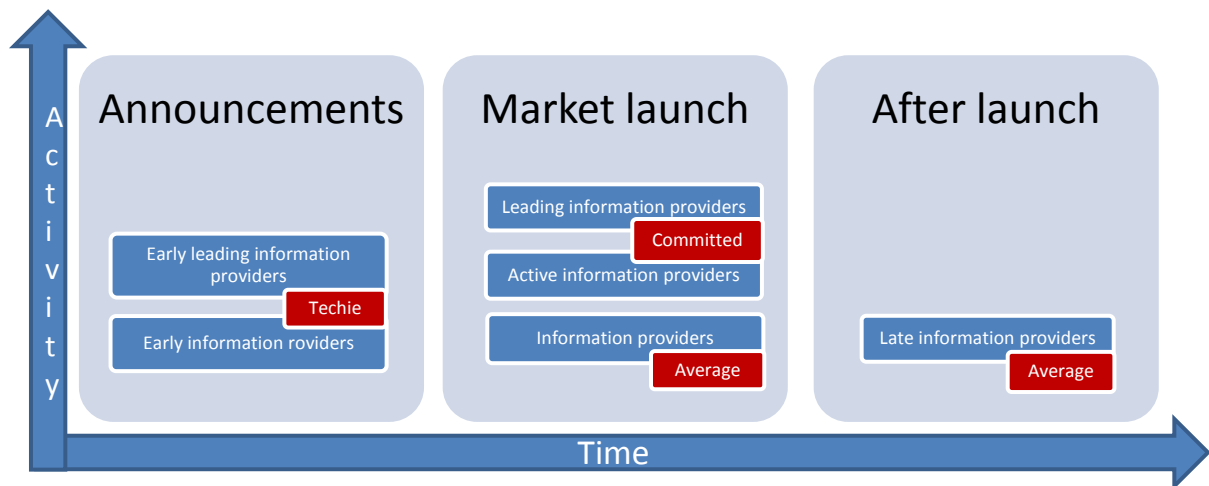 Activity
Announcements
Early leading information
providers
Techie
Early information roviders
Market launch
Leading information providers
Committed
Active information providers
Information providers
Average
After launch
Late information providers
Average
Time